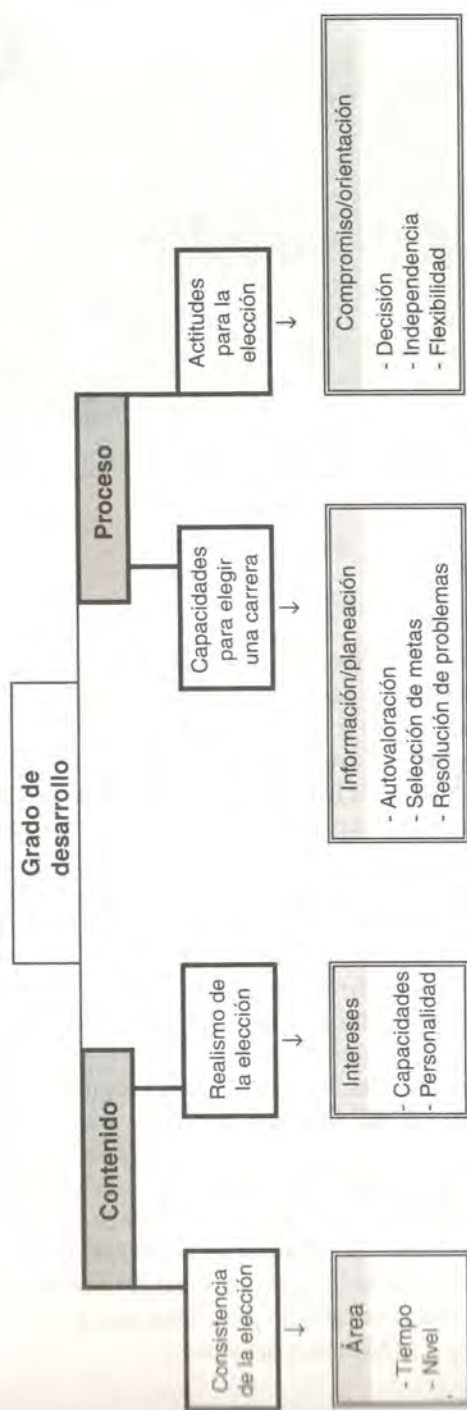 Grado de
desarrollo
Contenido
Proceso
Consistencia
de la elección
Realismo de
la elección
Capacidades
para elegir
una carrera
Actitudes
para la
elección
↓
↓
↓
↓
Área
- Tiempo
- Nivel
Intereses
- Capacidades
- Personalidad
Información/planeación
- Autovaloración
- Selección de metas
- Resolución de problemas
Compromiso/orientación
- Decisión
- Independencia
- Flexibilidad